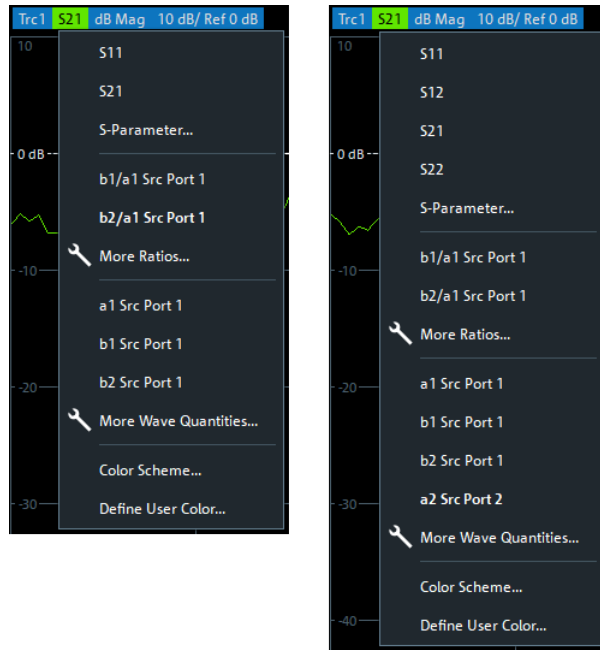 Trc1 S21 dB Mag 10 dB/ Ref 0 dB
10
S11
S21
S-Parameter...
0 dB
b1/a1 Src Port 1
b2/a1 Src Port 1
More Ratios...
-10
a1 Src Port 1
b1 Src Port 1
b2 Src Port 1
-20
More Wave Quantities...
Color Scheme...
-30
Define User Color...
Trc1 S21 dB Mag 10 dB/ Ref 0 dB
10
S11
S12
S21
0 dB
S22
S-Parameter...
b1/a1 Src Port 1
-10
b2/a1 Src Port 1
More Ratios...
a1 Src Port 1
-20
b1 Src Port 1
b2 Src Port 1
a2 Src Port 2
-30
More Wave Quantities...
Color Scheme...
-40
Define User Color...